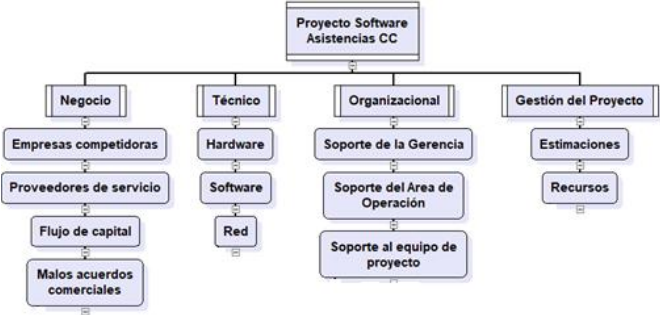 Proyecto Software
Asistencias CC
Negocio
Técnico
Organizacional
Gestión del Proyecto
Empresas competidoras
Hardware
Soporte de la Gerencia
Estimaciones
Proveedores de servicio
Software
Soporte del Area de
Operación
Recursos
Flujo de capital
Red
Soporte al equipo de
proyecto
Malos acuerdos
comerciales